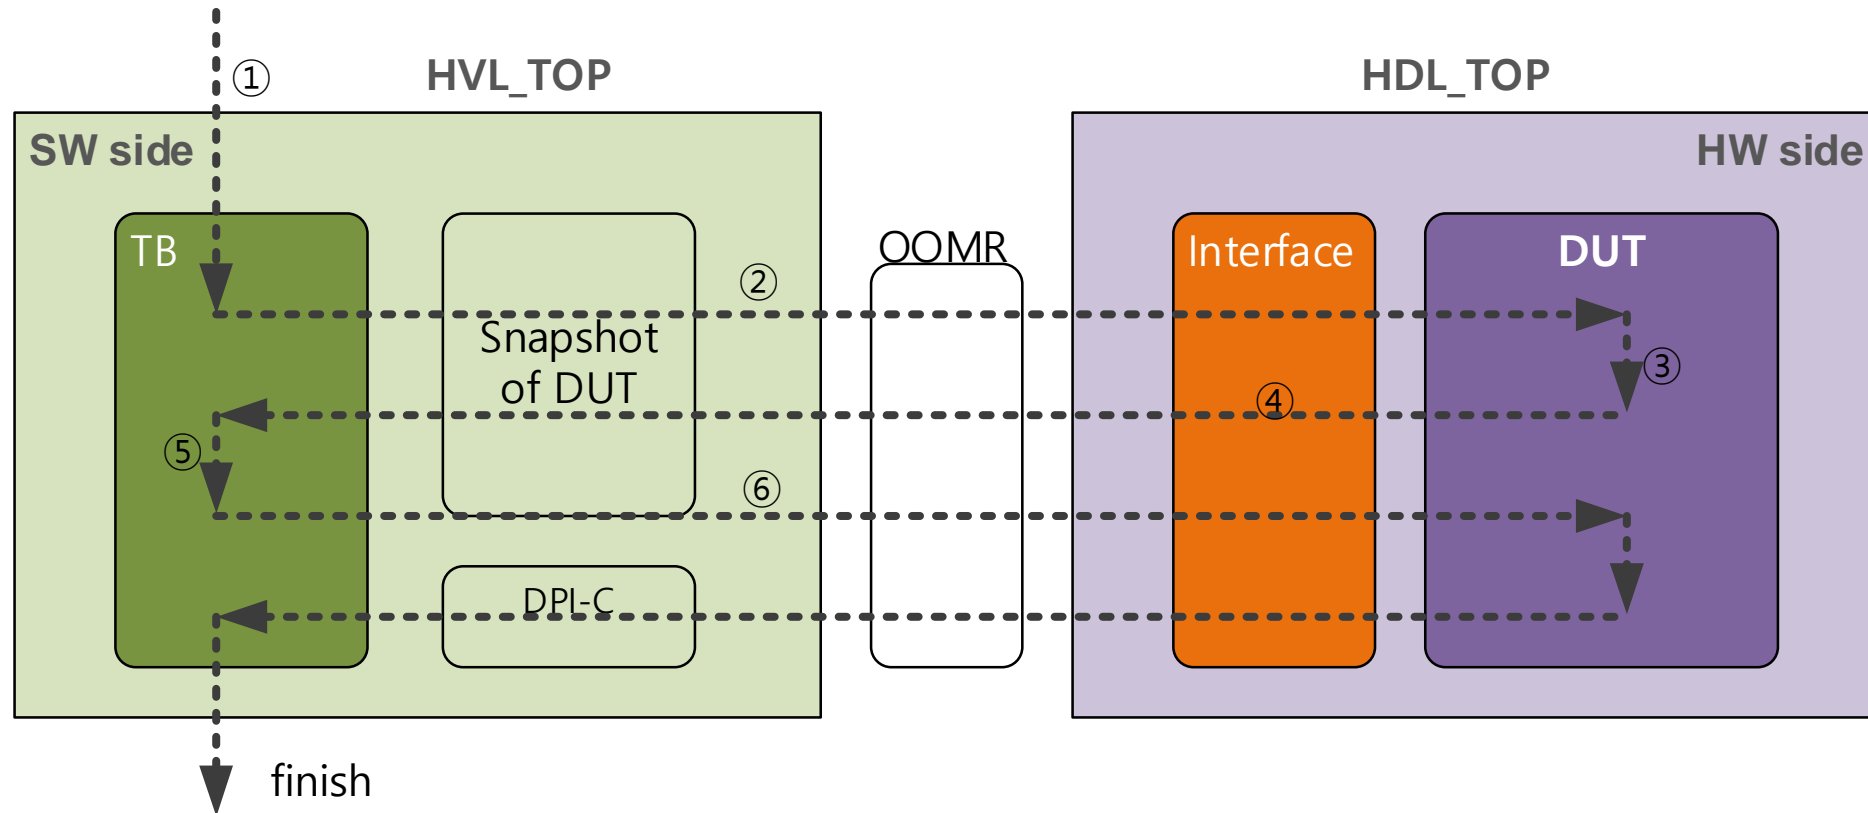 ①
HVL_TOP
HDL_TOP
SW side
HW side
TB
OOMR
Interface
DUT
②
Snapshot
of DUT
③
④
⑤
⑥
DPI-C
finish